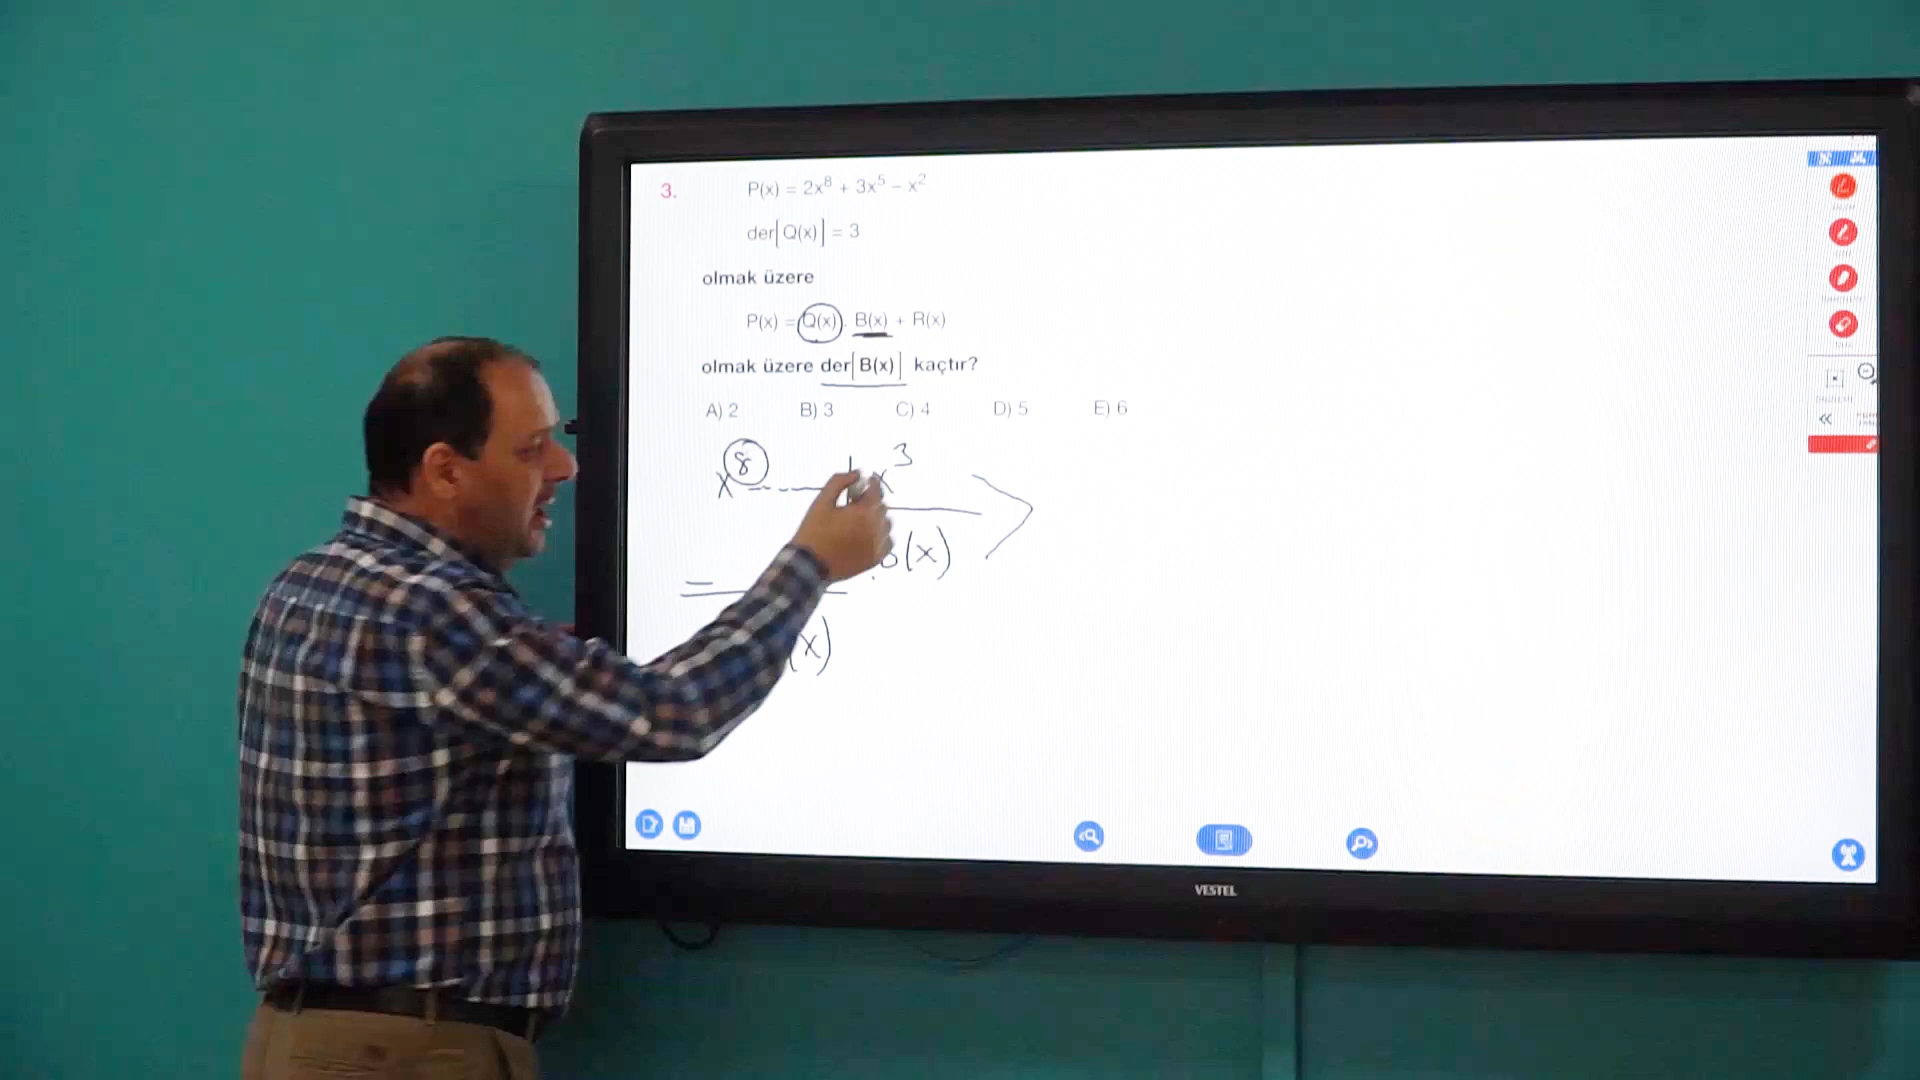 3. P(x) = 2x⁸ + 3x⁵ − x²
der[Q(x)] = 3
olmak üzere
P(x) = Q(x) . B(x) + R(x)
olmak üzere der[B(x)] kaçtır?
A) 2 B) 3 C) 4 D) 5 E) 6
x⁸ x³
(x)
(x)
VESTEL